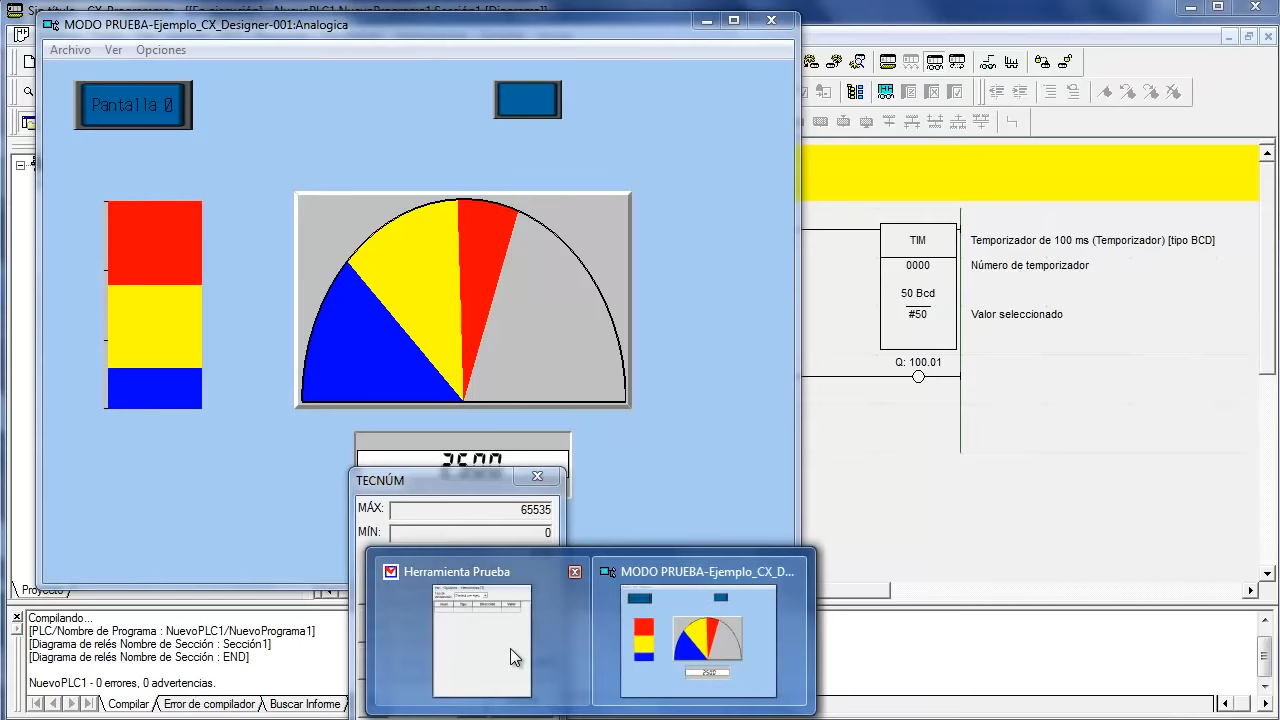 MODO PRUEBA-Ejemplo_CX_Designer-001:Analogica
Archivo Ver Opciones
Pantalla 0
TIM
Temporizador de 100 ms (Temporizador) [tipo BCD]
0000
Número de temporizador
50 Bcd
#50
Valor seleccionado
Q: 100.01
2500
TECNÚM
MÁX: 65535
MÍN: 0
Herramienta Prueba
MODO PRUEBA-Ejemplo_CX_D...
2500
Proyecto
Compilando...
[PLC/Nombre de Programa : NuevoPLC1/NuevoPrograma1]
[Diagrama de relés Nombre de Sección : Sección1]
[Diagrama de relés Nombre de Sección : END]
NuevoPLC1 - 0 errores, 0 advertencias.
Compilar Error de compilador Buscar Informe